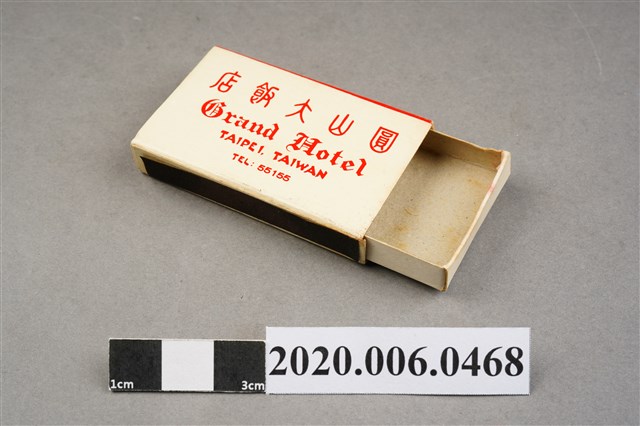 店飯大山圓
Grand Hotel
TAIPEI, TAIWAN
TEL: 55155
1cm 3cm
2020.006.0468